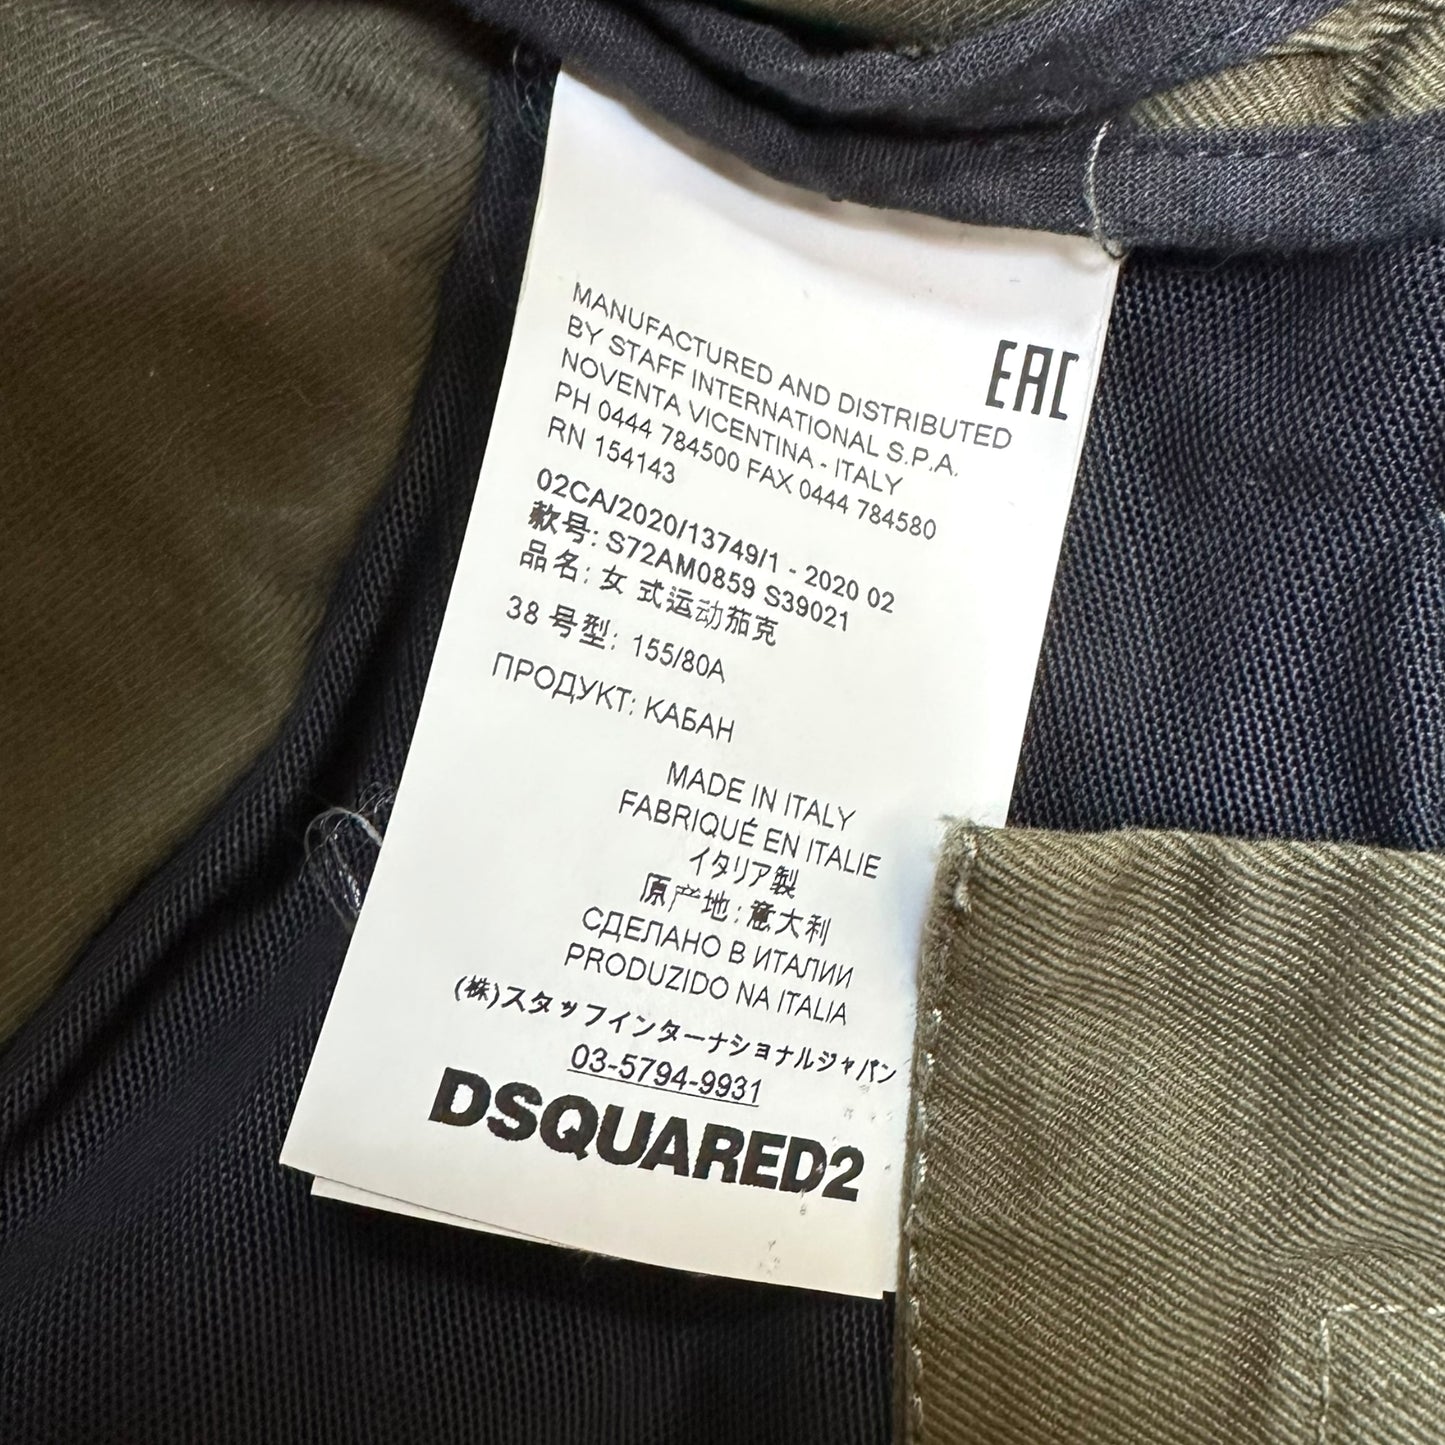 MANUFACTURED AND DISTRIBUTED
BY STAFF INTERNATIONAL S.P.A.
NOVENTA VICENTINA - ITALY
PH 0444 784500 FAX 0444 784580
RN 154143
EAC
02CA/2020/13749/1 - 2020 02
款号: S72AM0859 S39021
品名: 女 式运动茄克
38 号型: 155/80A
ПРОДУКТ: КАБАН
MADE IN ITALY
FABRIQUÉ EN ITALIE
イタリア製
原产地: 意大利
СДЕЛАНО В ИТАЛИИ
PRODUZIDO NA ITALIA
(株)スタッフインターナショナルジャパン
03-5794-9931
DSQUARED2